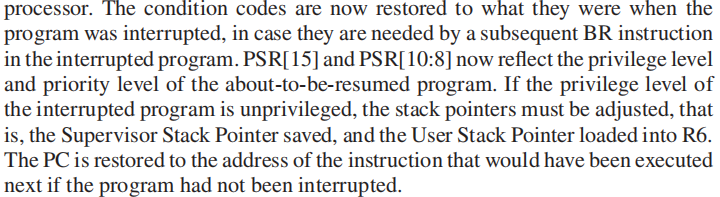 processor. The condition codes are now restored to what they were when the
program was interrupted, in case they are needed by a subsequent BR instruction
in the interrupted program. PSR[15] and PSR[10:8] now reflect the privilege level
and priority level of the about-to-be-resumed program. If the privilege level of
the interrupted program is unprivileged, the stack pointers must be adjusted, that
is, the Supervisor Stack Pointer saved, and the User Stack Pointer loaded into R6.
The PC is restored to the address of the instruction that would have been executed
next if the program had not been interrupted.